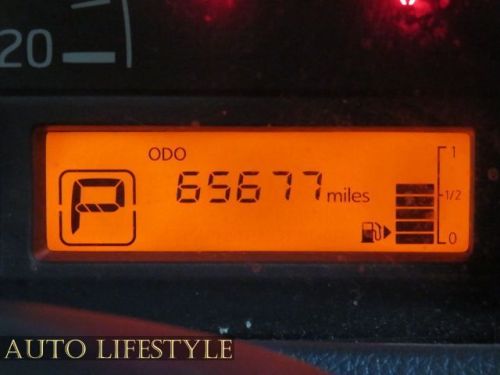 20
ODO
65677 miles
P
1
1/2
0
AUTO LIFESTYLE